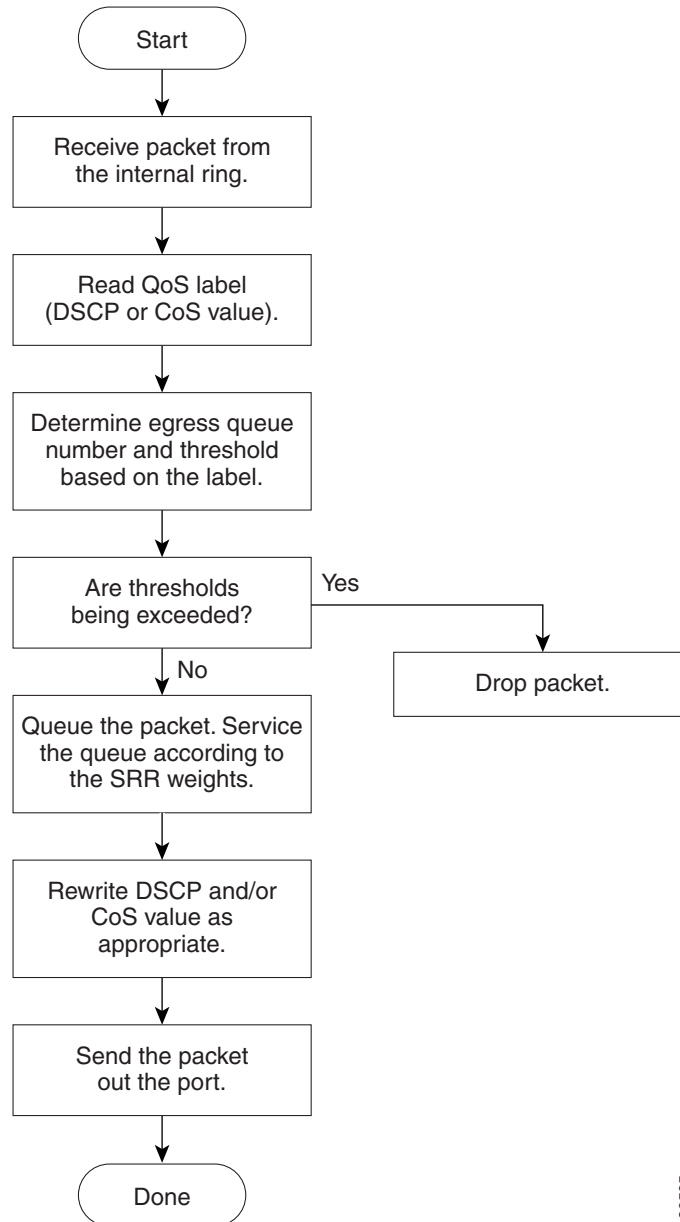 Start
Receive packet from
the internal ring.
Read QoS label
(DSCP or CoS value).
Determine egress queue
number and threshold
based on the label.
Are thresholds
being exceeded?
Yes
No
Drop packet.
Queue the packet. Service
the queue according to
the SRR weights.
Rewrite DSCP and/or
CoS value as
appropriate.
Send the packet
out the port.
Done